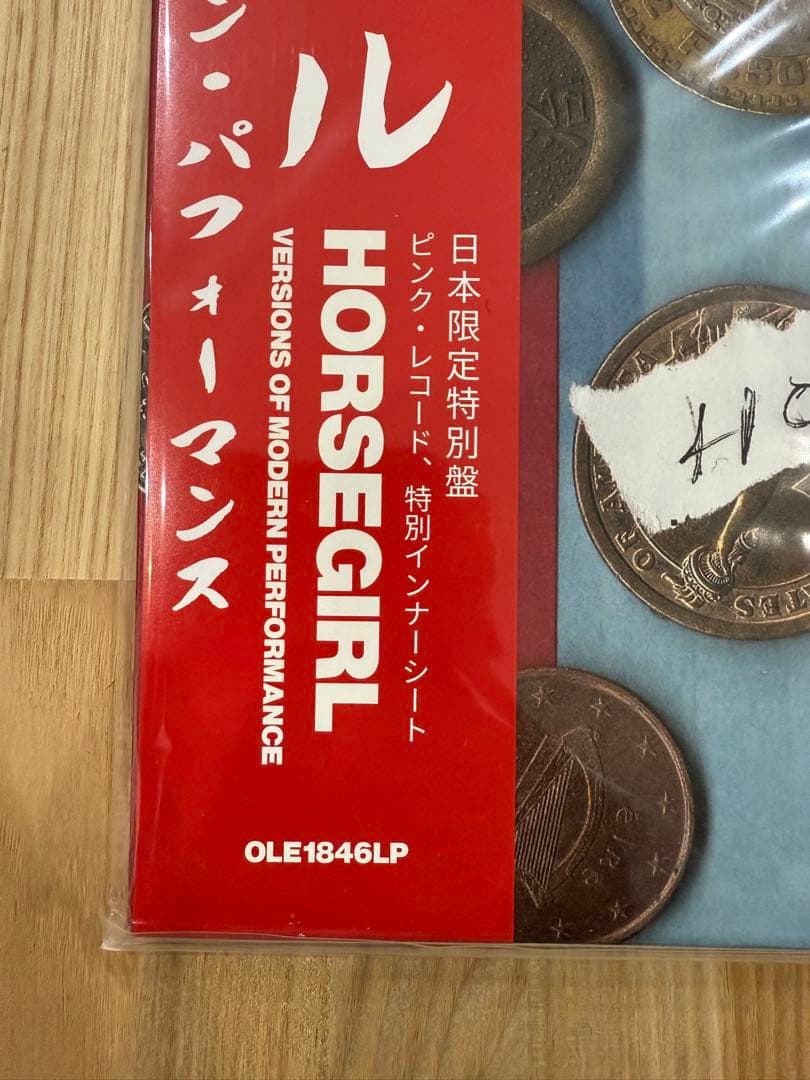 ル
ン・パフォーマンス
日本限定特別盤
ピンク・レコード、特別インナーシート
HORSEGIRL
VERSIONS OF MODERN PERFORMANCE
OLE1846LP